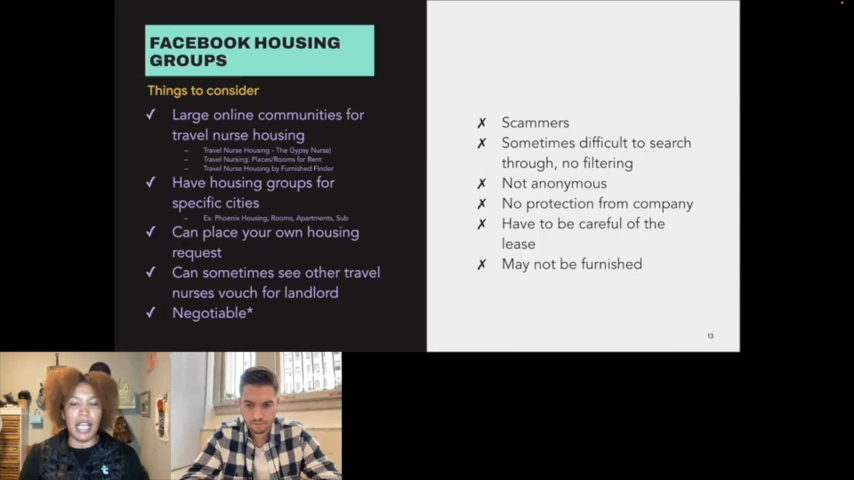 FACEBOOK HOUSING
GROUPS
Things to consider
✓ Large online communities for
travel nurse housing
– Travel Nurse Housing - The Gypsy Nurse)
– Travel Nursing: Places/Rooms for Rent
– Travel Nurse Housing by Furnished Finder
✓ Have housing groups for
specific cities
– Ex. Phoenix Housing, Rooms, Apartments, Sub
✓ Can place your own housing
request
✓ Can sometimes see other travel
nurses vouch for landlord
✓ Negotiable*
✗ Scammers
✗ Sometimes difficult to search
through, no filtering
✗ Not anonymous
✗ No protection from company
✗ Have to be careful of the
lease
✗ May not be furnished
13